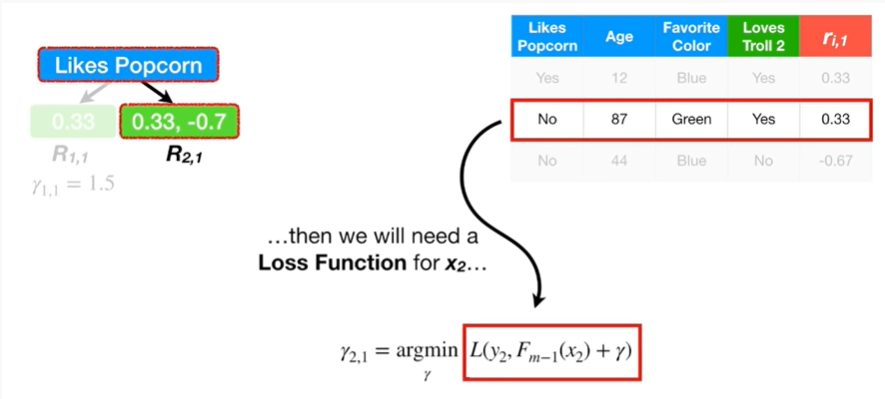 Likes Popcorn
0.33
0.33, -0.7
R1,1
R2,1
γ1,1 = 1.5
Likes Popcorn Age Favorite Color Loves Troll 2 ri,1
Yes 12 Blue Yes 0.33
No 87 Green Yes 0.33
No 44 Blue No -0.67
…then we will need a
Loss Function for x2…
γ2,1 = argmin L(y2, Fm−1(x2) + γ)
γ